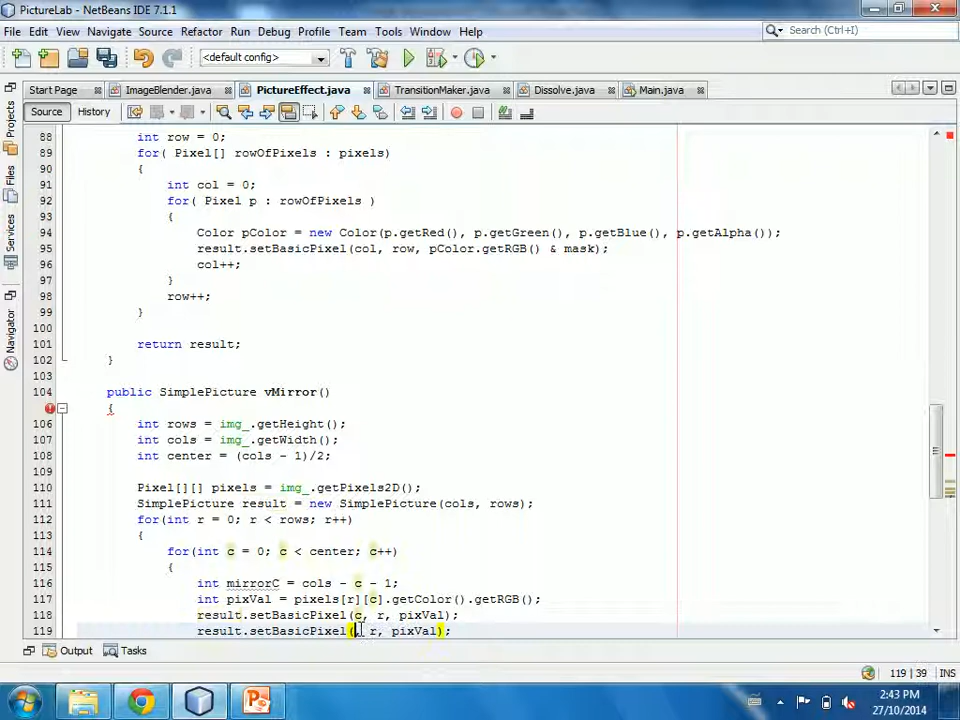 PictureLab - NetBeans IDE 7.1.1
File Edit View Navigate Source Refactor Run Debug Profile Team Tools Window Help
Search (Ctrl+I)
<default config>
Start Page ImageBlender.java PictureEffect.java TransitionMaker.java Dissolve.java Main.java
Source History
Projects
Files
Services
Navigator
88 int row = 0;
89 for( Pixel[] rowOfPixels : pixels)
90 {
91 int col = 0;
92 for( Pixel p : rowOfPixels )
93 {
94 Color pColor = new Color(p.getRed(), p.getGreen(), p.getBlue(), p.getAlpha());
95 result.setBasicPixel(col, row, pColor.getRGB() & mask);
96 col++;
97 }
98 row++;
99 }
100
101 return result;
102 }
103
104 public SimplePicture vMirror()
{
106 int rows = img_.getHeight();
107 int cols = img_.getWidth();
108 int center = (cols - 1)/2;
109
110 Pixel[][] pixels = img_.getPixels2D();
111 SimplePicture result = new SimplePicture(cols, rows);
112 for(int r = 0; r < rows; r++)
113 {
114 for(int c = 0; c < center; c++)
115 {
116 int mirrorC = cols - c - 1;
117 int pixVal = pixels[r][c].getColor().getRGB();
118 result.setBasicPixel(c, r, pixVal);
119 result.setBasicPixel(, r, pixVal);
Output Tasks
119 | 39 INS
2:43 PM
27/10/2014